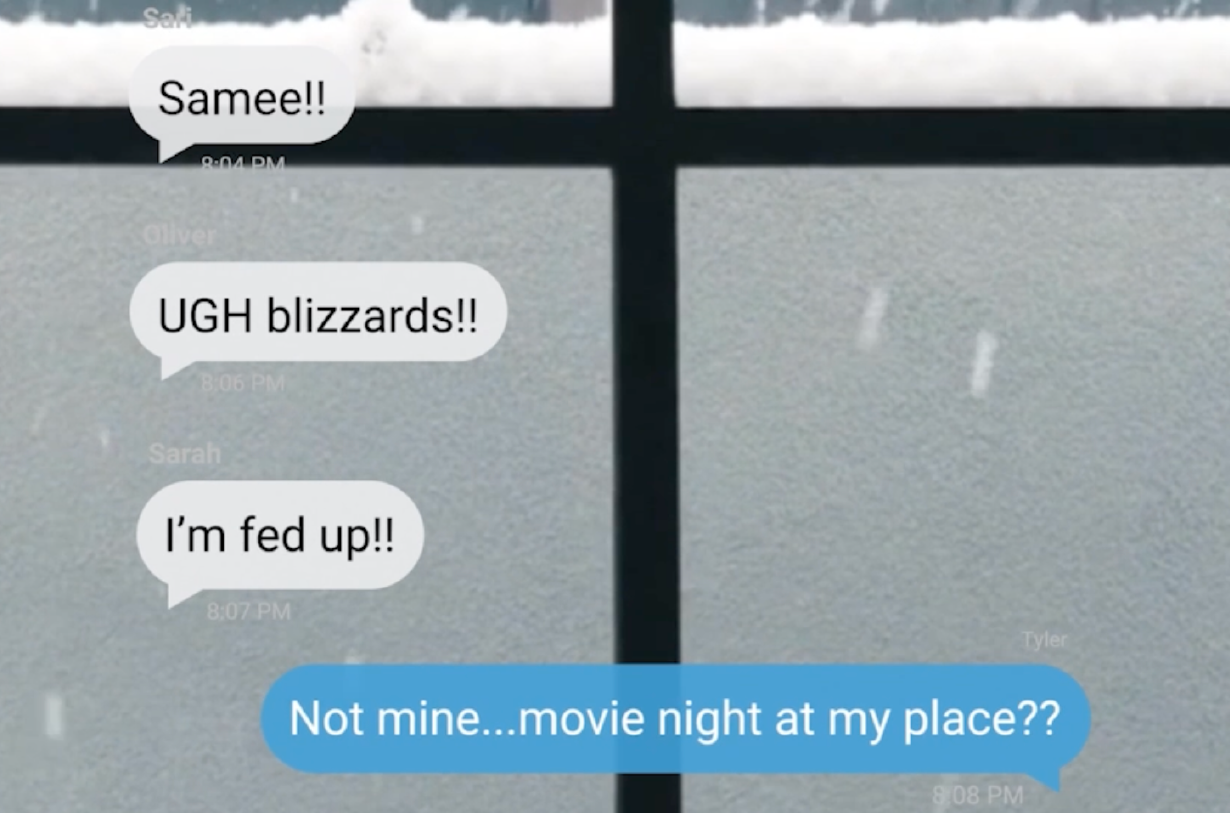 Sari
Samee!!
8:04 PM
Oliver
UGH blizzards!!
8:06 PM
Sarah
I'm fed up!!
8:07 PM
Tyler
Not mine...movie night at my place??
8:08 PM